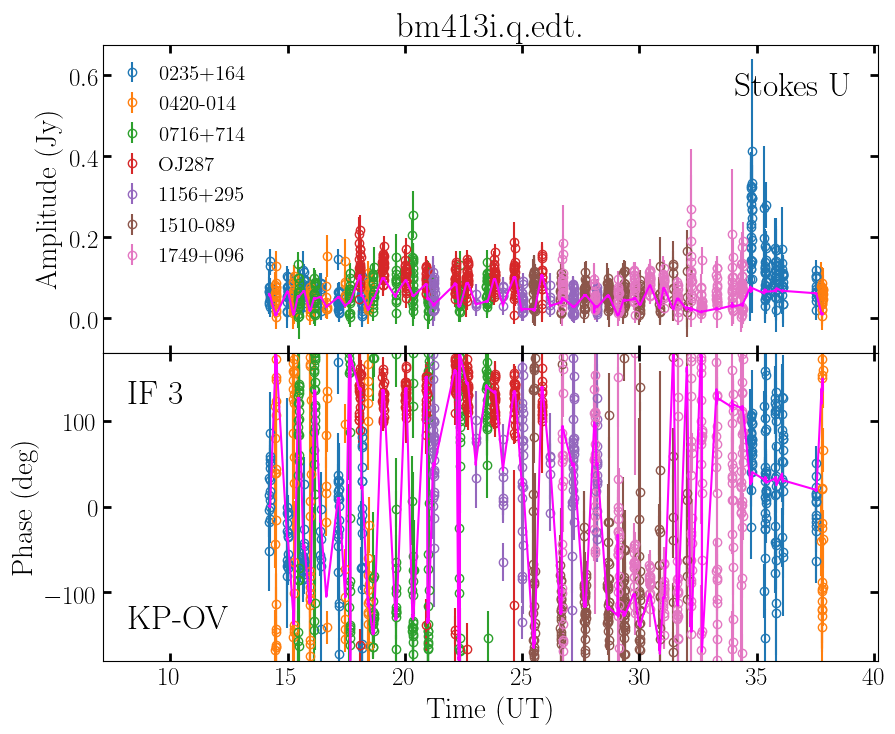 bm413i.q.edt.
Stokes U
0235+164
0420-014
0716+714
OJ287
1156+295
1510-089
1749+096
Amplitude (Jy)
0.6
0.4
0.2
0.0
IF 3
KP-OV
Phase (deg)
100
0
−100
10
15
20
25
30
35
40
Time (UT)